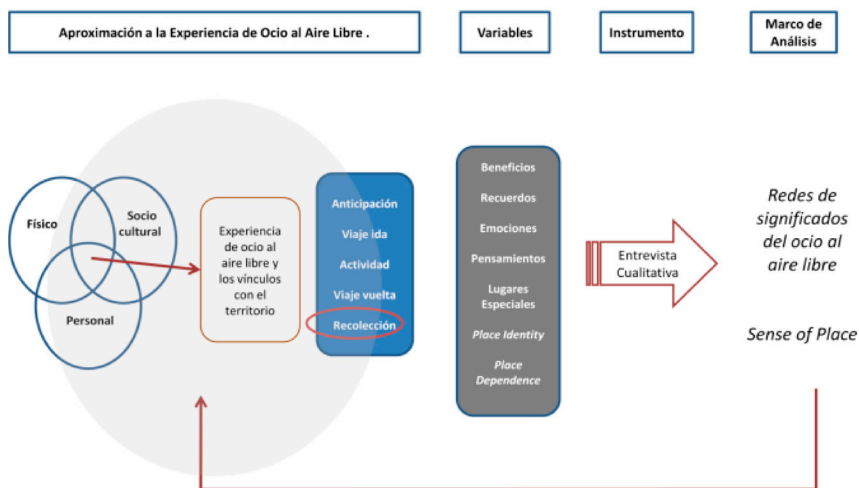 Aproximación a la Experiencia de Ocio al Aire Libre .
Variables
Instrumento
Marco de
Análisis
Físico
Socio
cultural
Personal
Experiencia
de ocio al
aire libre y
los vínculos
con el
territorio
Anticipación
Viaje ida
Actividad
Viaje vuelta
Recolección
Beneficios
Recuerdos
Emociones
Pensamientos
Lugares
Especiales
Place Identity
Place
Dependence
Entrevista
Cualitativa
Redes de
significados
del ocio al
aire libre
Sense of Place